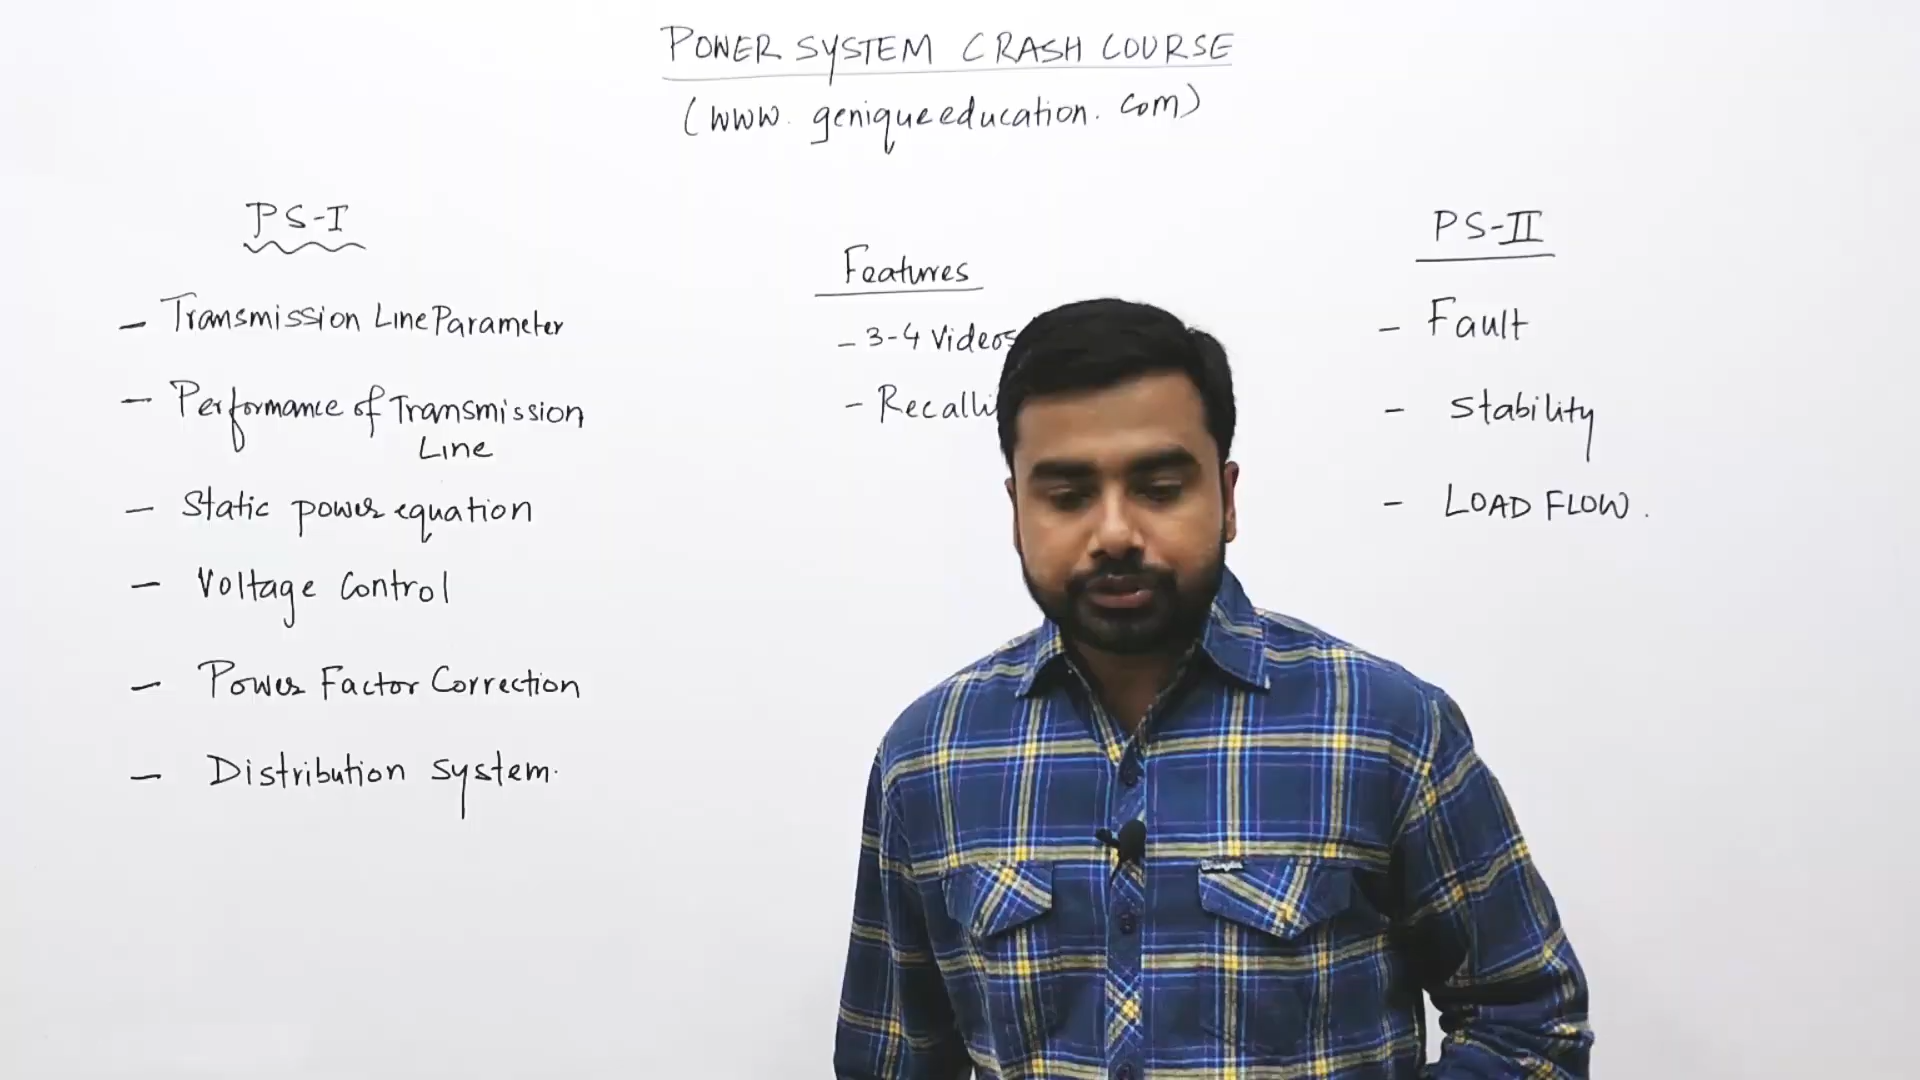 POWER SYSTEM CRASH COURSE
(www.geniqueeducation.com)
PS-I
- Transmission Line Parameter
- Performance of Transmission
Line
- Static power equation
- Voltage Control
- Power Factor Correction
- Distribution system.
Features
- 3-4 Videos
-
PS-II
- Fault
- Stability
- LOAD FLOW.